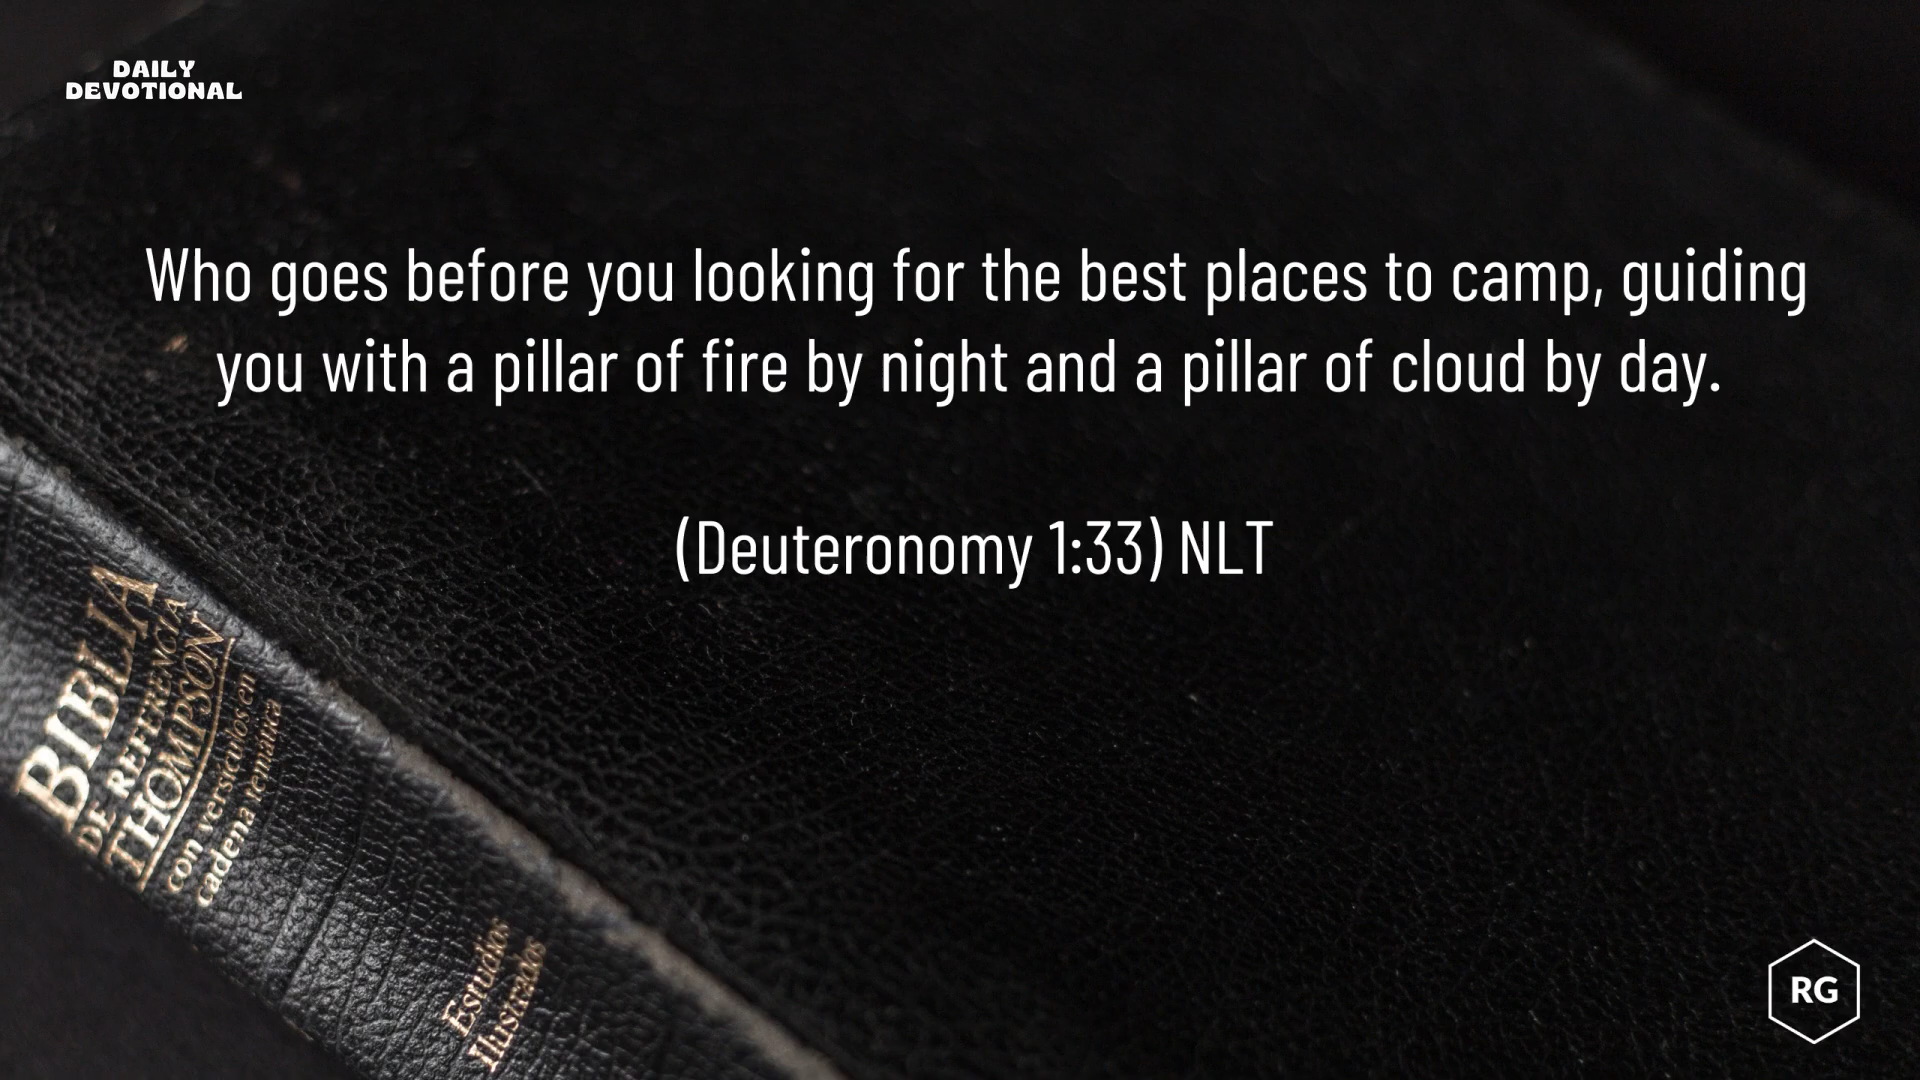 DAILY
DEVOTIONAL
Who goes before you looking for the best places to camp, guiding
you with a pillar of fire by night and a pillar of cloud by day.
(Deuteronomy 1:33) NLT
BIBLIA
DE REFERENCIA
THOMPSON
con versículos en
cadena temática
Estudios
Ilustrados
RG